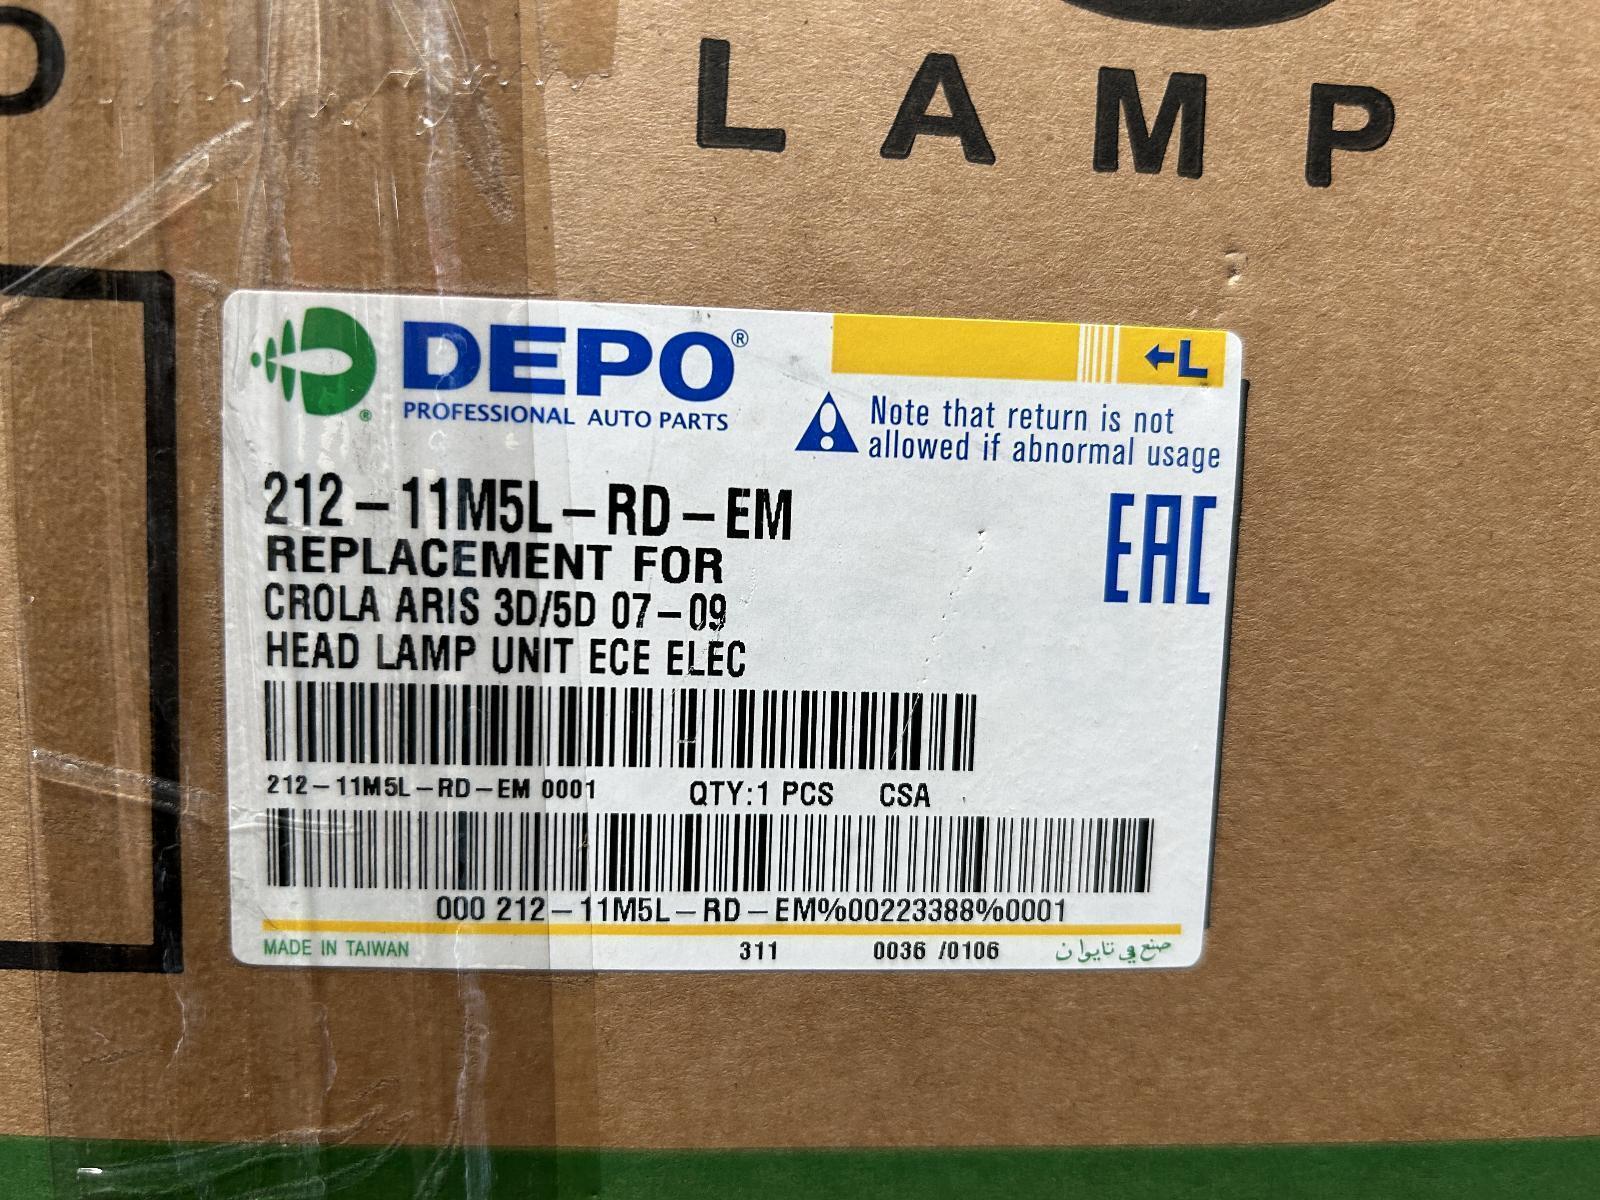 LAMP
DEPO®
PROFESSIONAL AUTO PARTS
L
Note that return is not
allowed if abnormal usage
212-11M5L-RD-EM
EAC
REPLACEMENT FOR
CROLA ARIS 3D/5D 07-09
HEAD LAMP UNIT ECE ELEC
212-11M5L-RD-EM 0001 QTY:1 PCS CSA
000 212-11M5L-RD-EM%00223388%0001
MADE IN TAIWAN 311 0036 /0106 صنع في تايوان